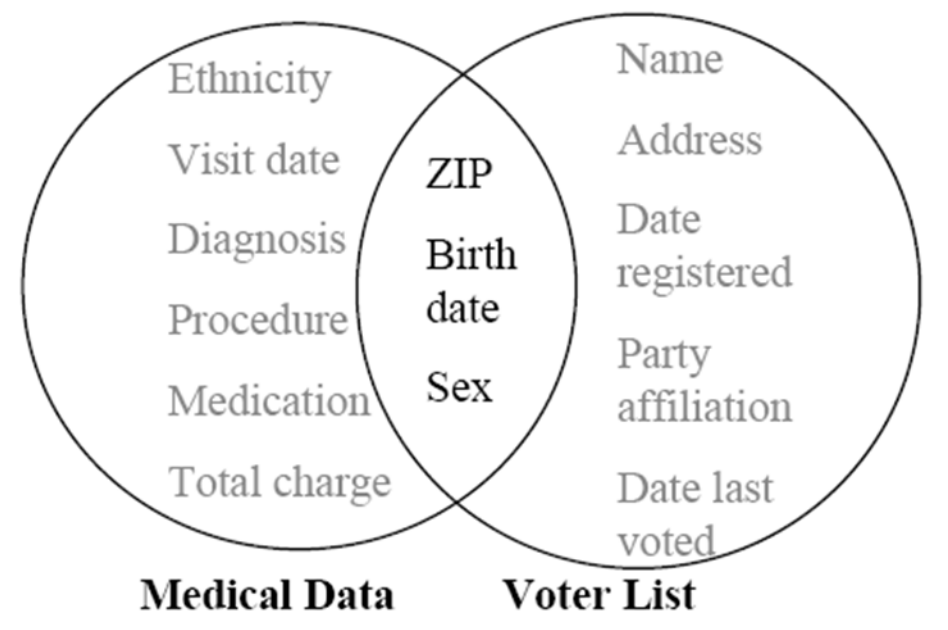 Ethnicity
Visit date
Diagnosis
Procedure
Medication
Total charge
ZIP
Birth
date
Sex
Name
Address
Date
registered
Party
affiliation
Date last
voted
Medical Data
Voter List